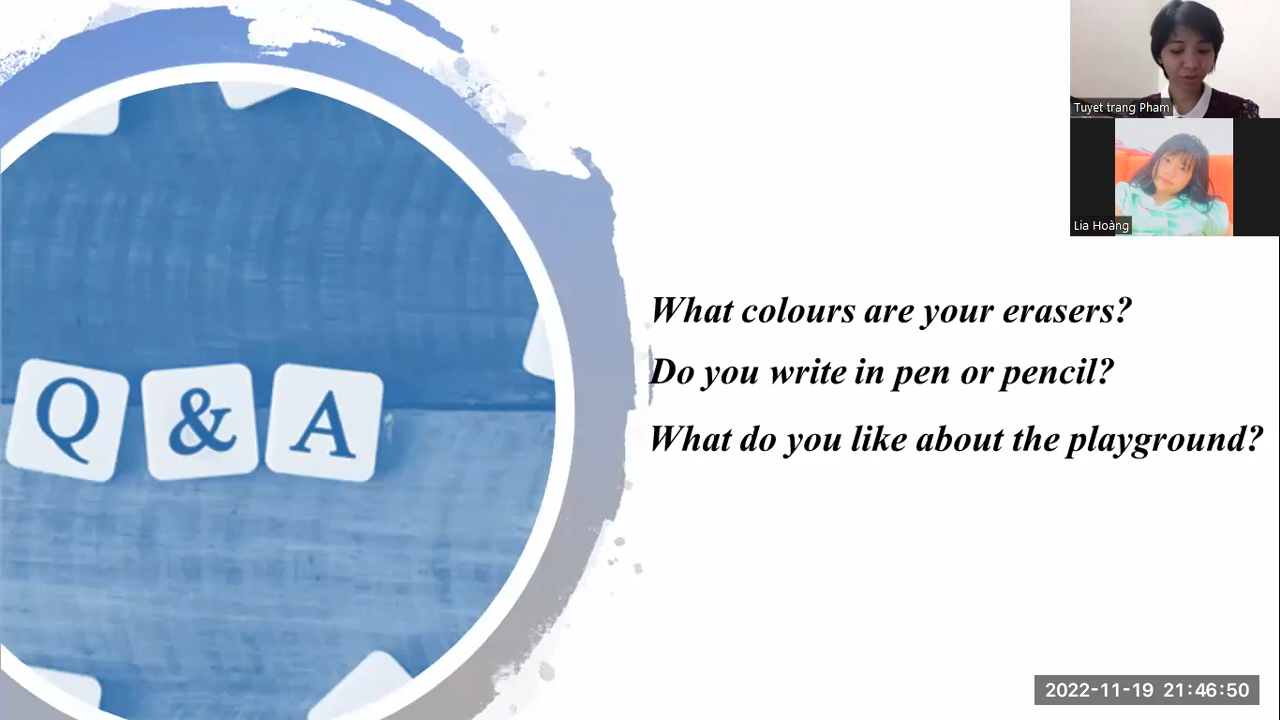 Tuyet trang Pham
Lia Hoàng
What colours are your erasers?
Do you write in pen or pencil?
What do you like about the playground?
Q & A
2022-11-19 21:46:50